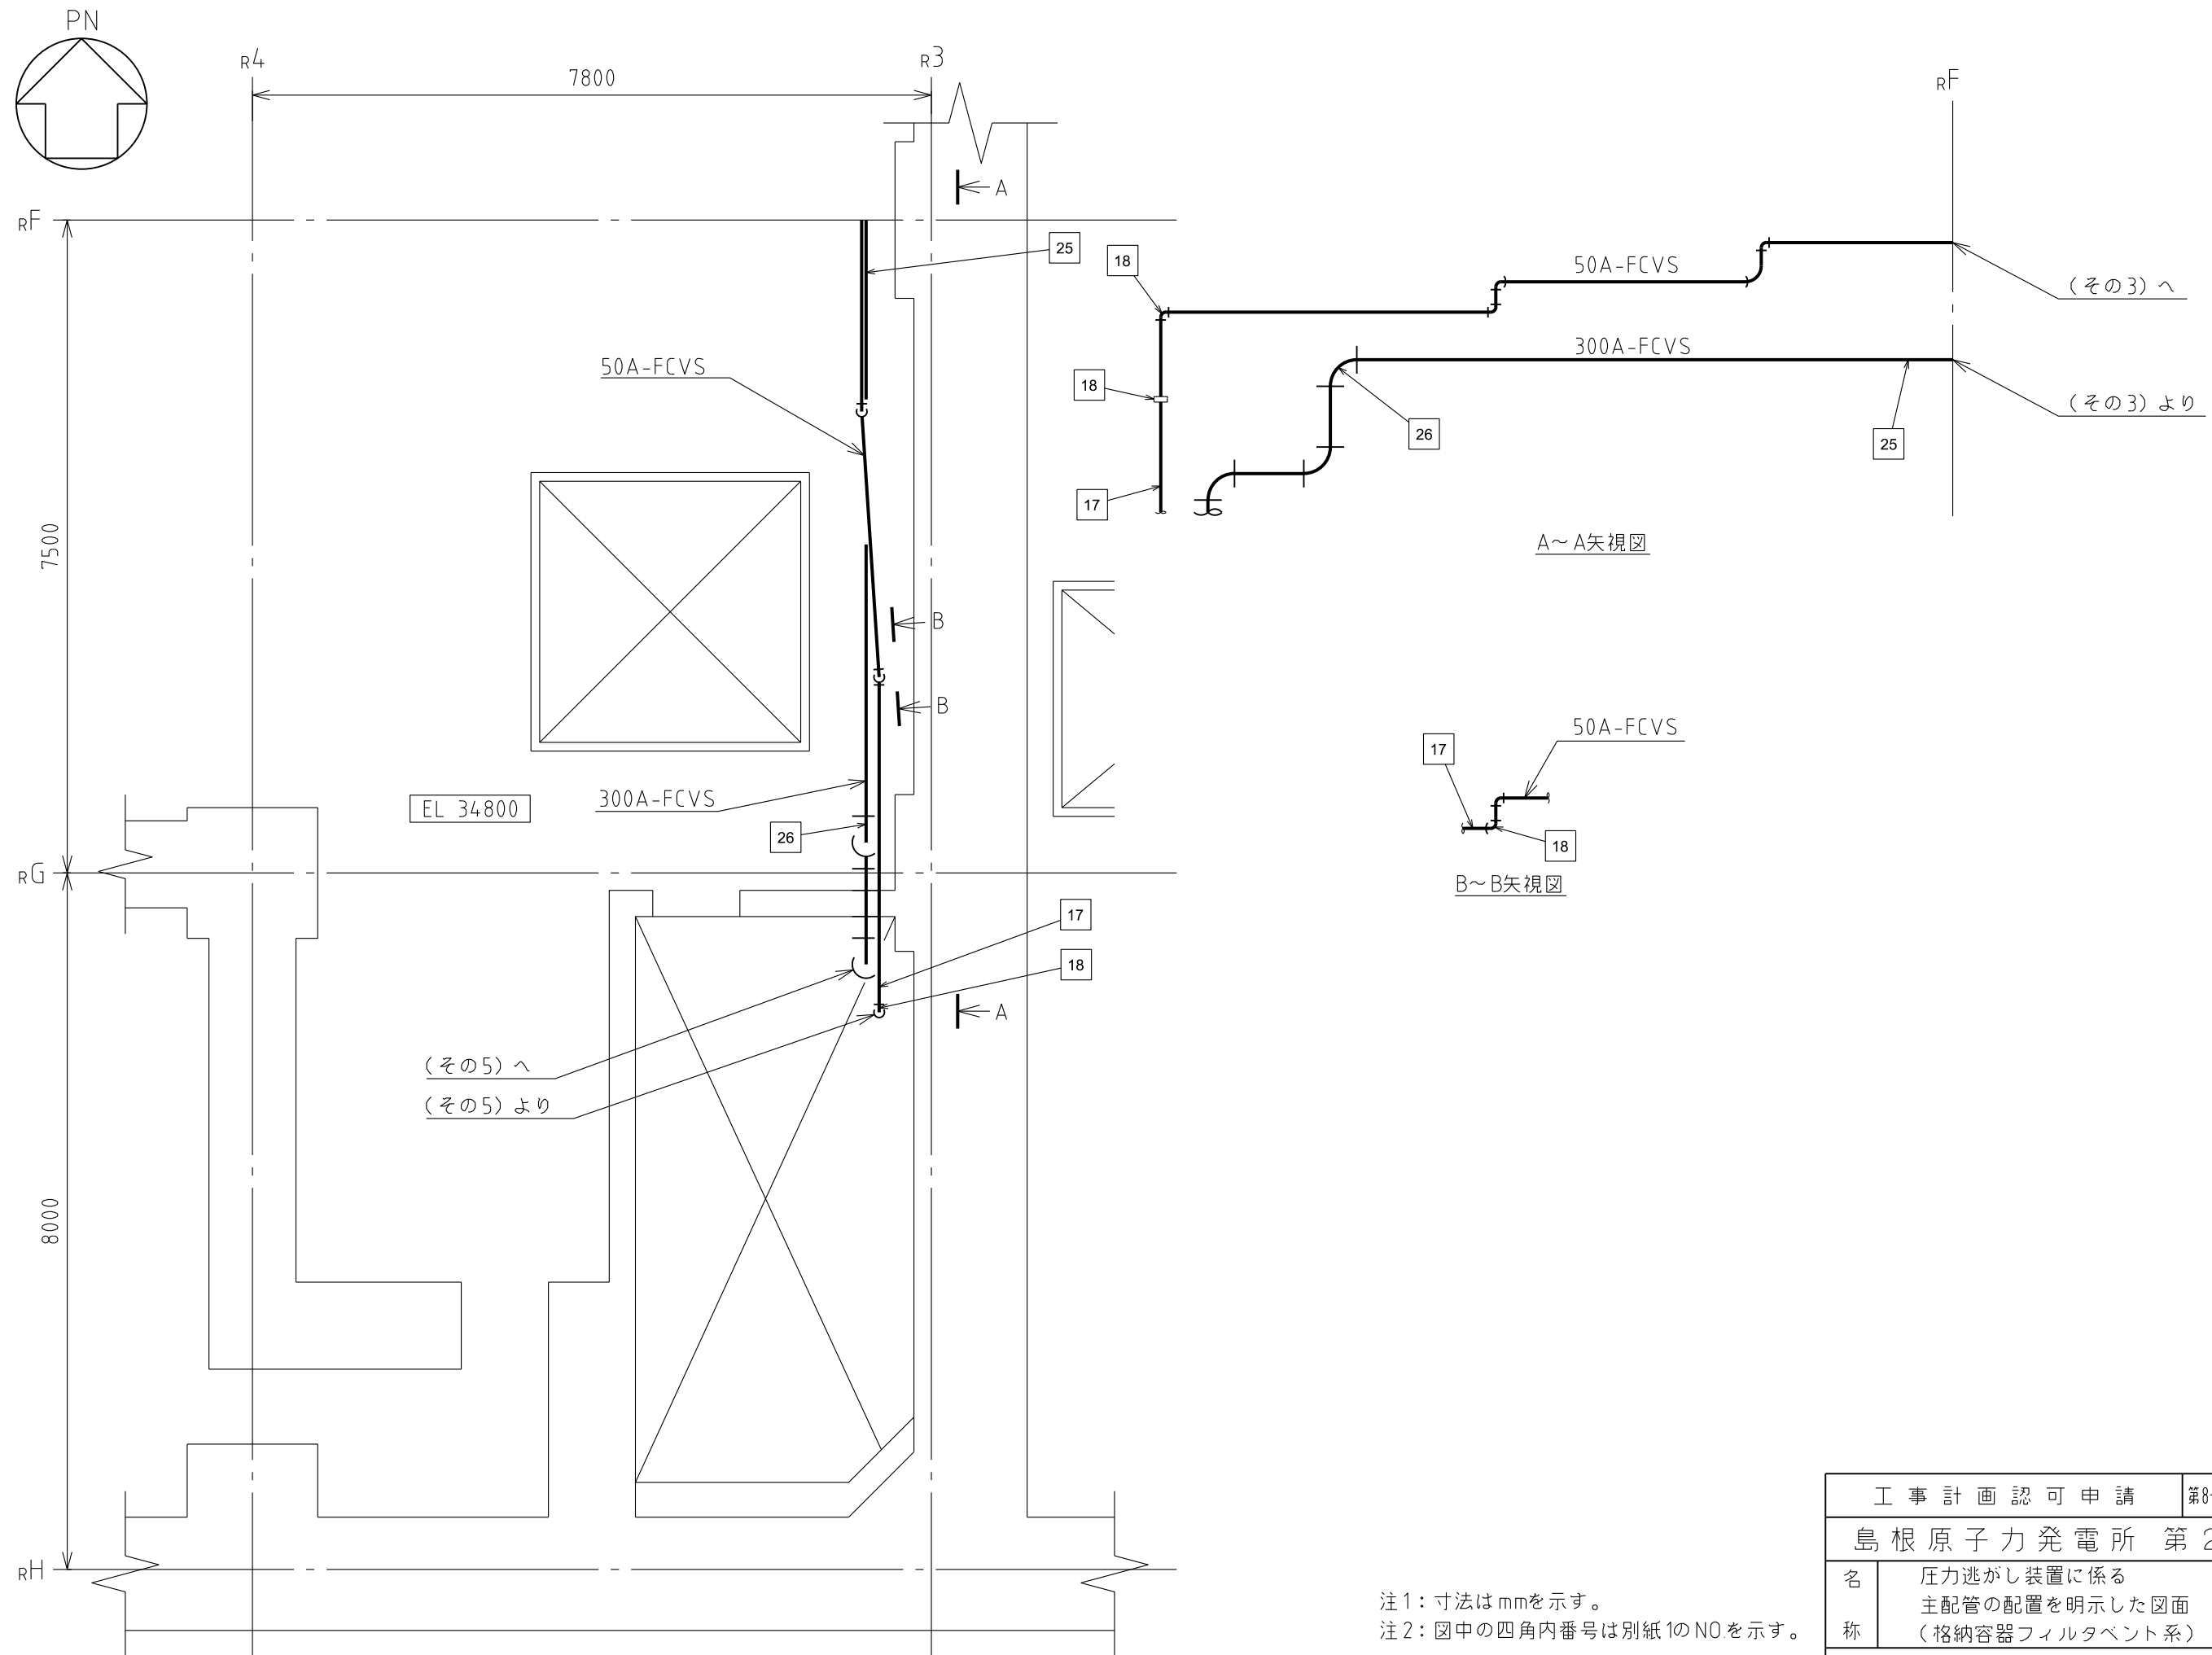 PN
R4
7800
R3
RF
RF
A
25
18
50A-FCVS
(その3)へ
50A-FCVS
300A-FCVS
18
(その3)より
26
25
17
A～A矢視図
7500
B
B
50A-FCVS
17
EL 34800
300A-FCVS
26
18
B～B矢視図
RG
17
18
A
(その5)へ
(その5)より
8000
RH
注1：寸法はmmを示す。
注2：図中の四角内番号は別紙1のNO.を示す。
工事計画認可申請 第8
島根原子力発電所 第2
名称
圧力逃がし装置に係る
主配管の配置を明示した図面
(格納容器フィルタベント系)